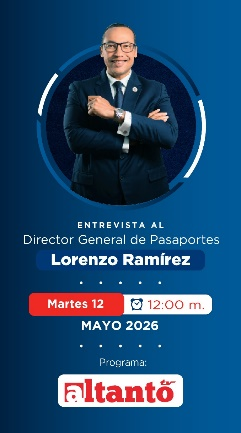 ENTREVISTA AL
Director General de Pasaportes
Lorenzo Ramírez
Martes 12
12:00 m.
MAYO 2026
Programa:
altanto